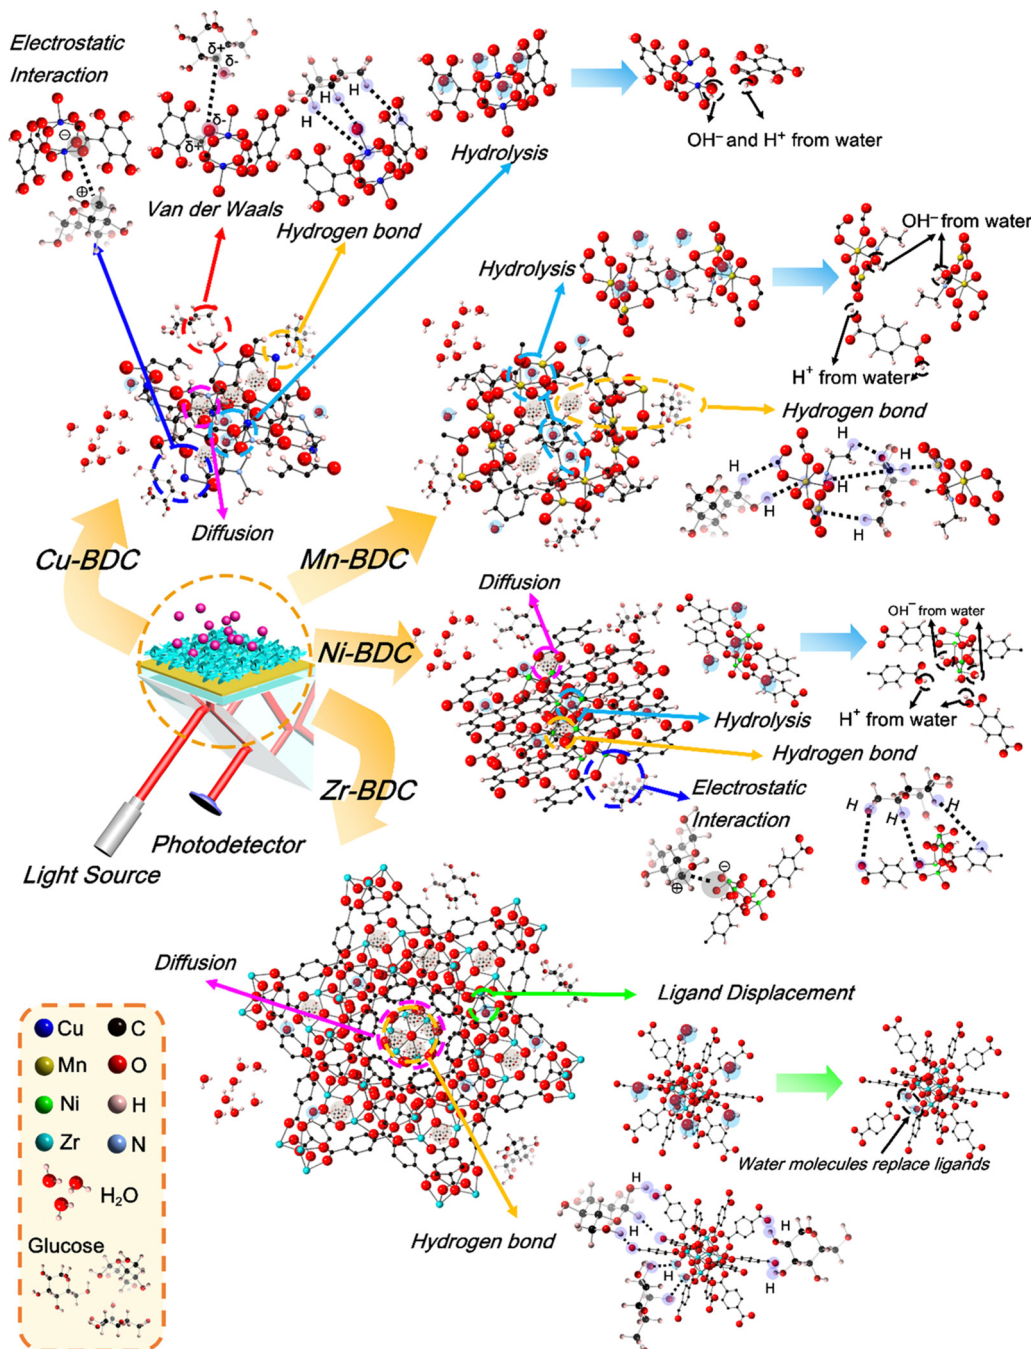 Electrostatic
Interaction
δ+
δ-
δ-
δ+
⊖
⊕
Van der Waals
H
H
H
Hydrogen bond
Hydrolysis
OH⁻ and H⁺ from water
Diffusion
Cu-BDC
Hydrolysis
OH⁻ from water
H⁺ from water
Hydrogen bond
H
H
H
H
H
H
Mn-BDC
Diffusion
Ni-BDC
OH⁻ from water
H⁺ from water
Hydrolysis
Hydrogen bond
Electrostatic
Interaction
⊖
⊕
H
H
H
Zr-BDC
Photodetector
Light Source
Diffusion
Ligand Displacement
Water molecules replace ligands
Hydrogen bond
H
H
H
H
H
Cu
C
Mn
O
Ni
H
Zr
N
H₂O
Glucose